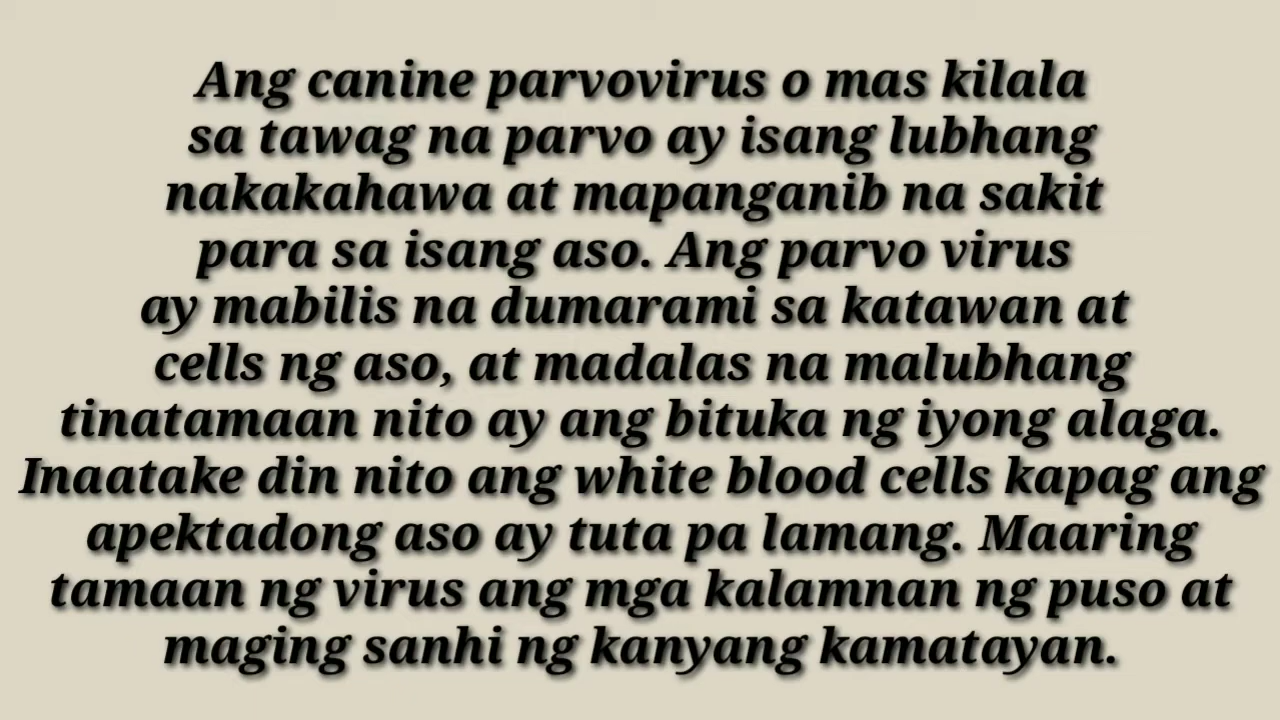 Ang canine parvovirus o mas kilala
sa tawag na parvo ay isang lubhang
nakakahawa at mapanganib na sakit
para sa isang aso. Ang parvo virus
ay mabilis na dumarami sa katawan at
cells ng aso, at madalas na malubhang
tinatamaan nito ay ang bituka ng iyong alaga.
Inaatake din nito ang white blood cells kapag ang
apektadong aso ay tuta pa lamang. Maaring
tamaan ng virus ang mga kalamnan ng puso at
maging sanhi ng kanyang kamatayan.